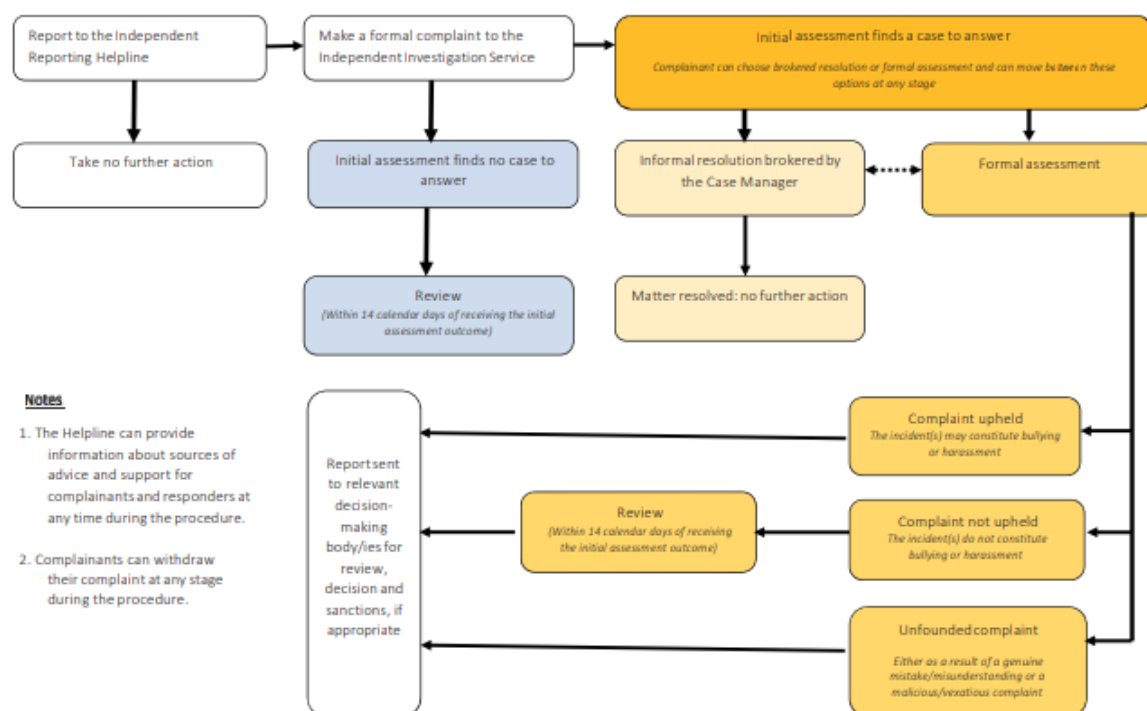 Report to the Independent
Reporting Helpline
Make a formal complaint to the
Independent Investigation Service
Initial assessment finds a case to answer
Complainant can choose brokered resolution or formal assessment and can move between these
options at any stage
Take no further action
Initial assessment finds no case to
answer
Informal resolution brokered by
the Case Manager
Formal assessment
Review
(Within 14 calendar days of receiving the initial
assessment outcome)
Matter resolved: no further action
Notes
1. The Helpline can provide
information about sources of
advice and support for
complainants and responders at
any time during the procedure.
2. Complainants can withdraw
their complaint at any stage
during the procedure.
Report sent
to relevant
decision-
making
body/ies for
review,
decision and
sanctions, if
appropriate
Complaint upheld
The incident(s) may constitute bullying
or harassment
Review
(Within 14 calendar days of receiving
the initial assessment outcome)
Complaint not upheld
The incident(s) do not constitute
bullying or harassment
Unfounded complaint
Either as a result of a genuine
mistake/misunderstanding or a
malicious/vexatious complaint